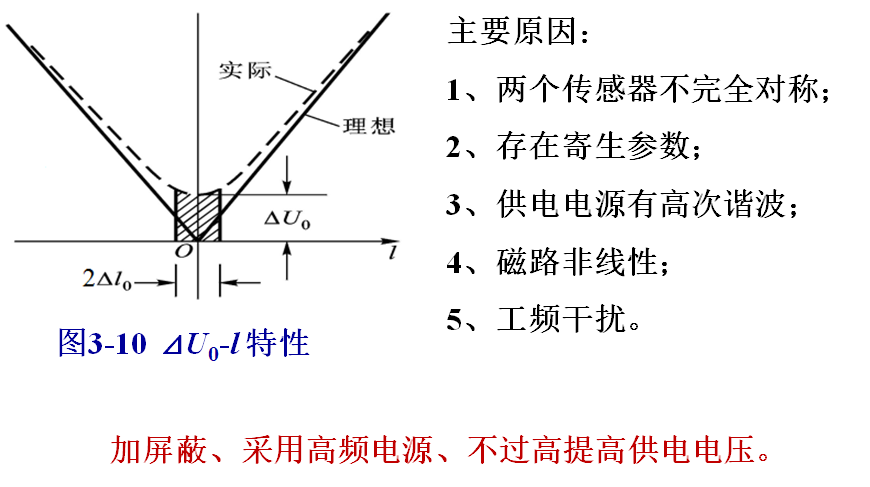 实际
理想
ΔU₀
O
l
2Δl₀
图3-10 ⊿U₀-l 特性
主要原因：
1、两个传感器不完全对称；
2、存在寄生参数；
3、供电电源有高次谐波；
4、磁路非线性；
5、工频干扰。
加屏蔽、采用高频电源、不过高提高供电电压。